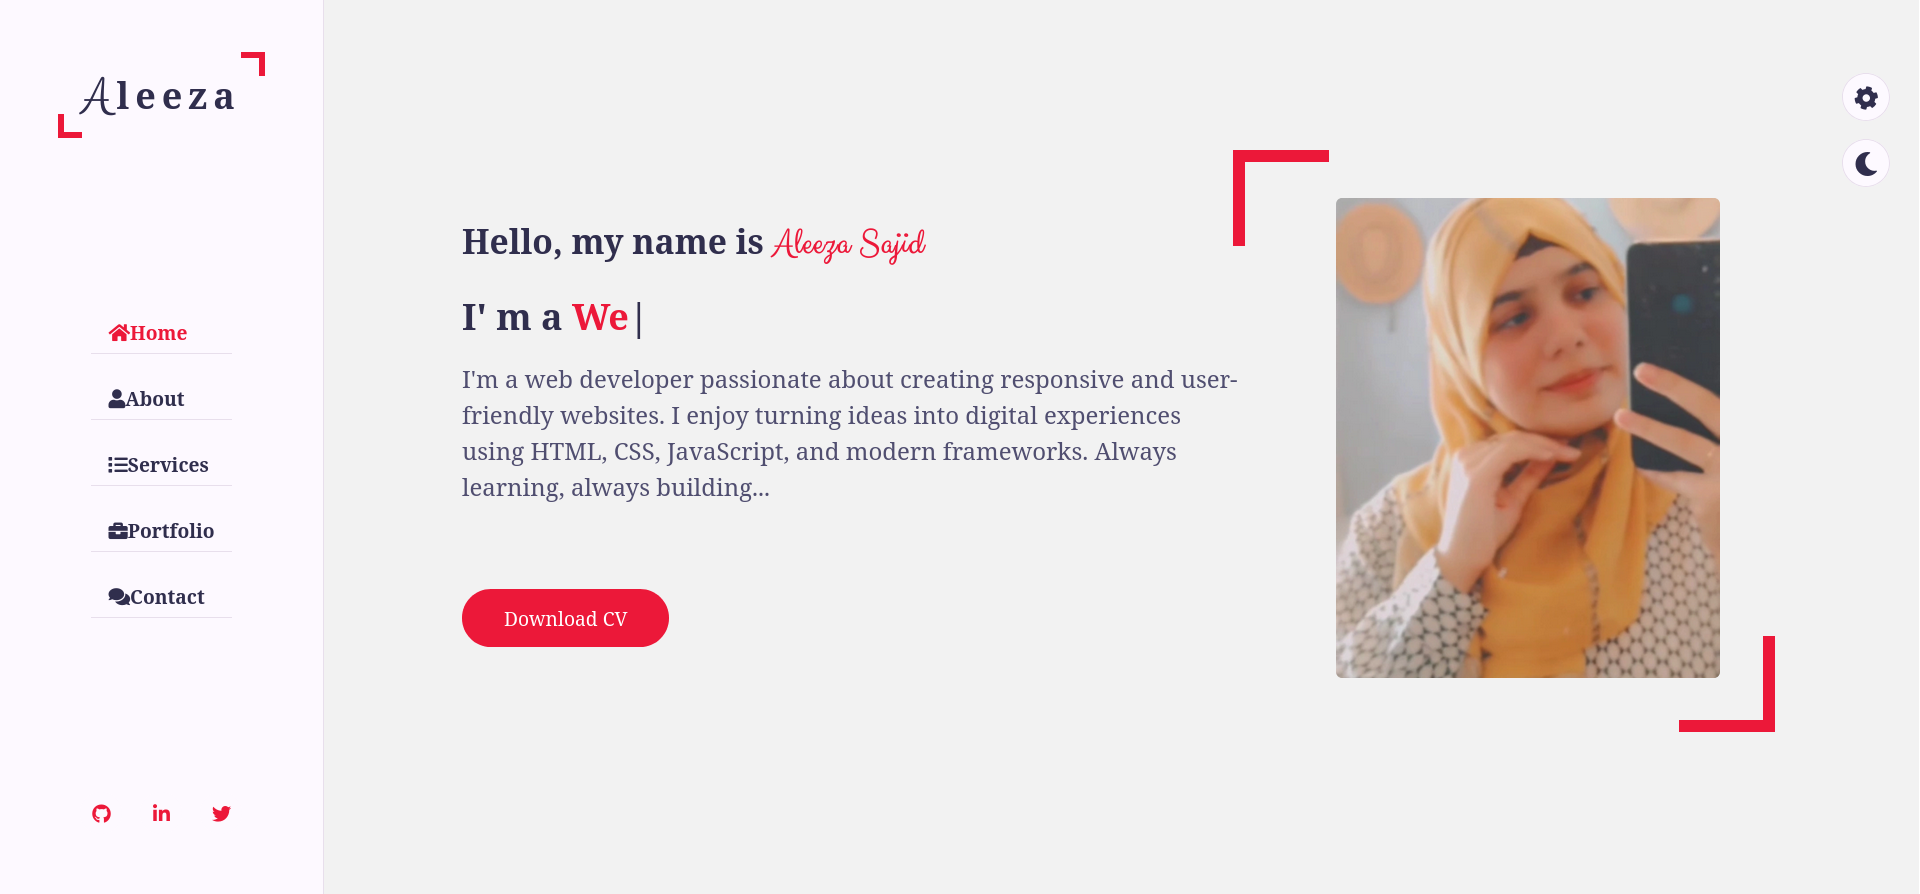 Aleeza
Home
About
Services
Portfolio
Contact
Hello, my name is Aleeza Sajid
I' m a We|
I'm a web developer passionate about creating responsive and user-
friendly websites. I enjoy turning ideas into digital experiences
using HTML, CSS, JavaScript, and modern frameworks. Always
learning, always building...
Download CV